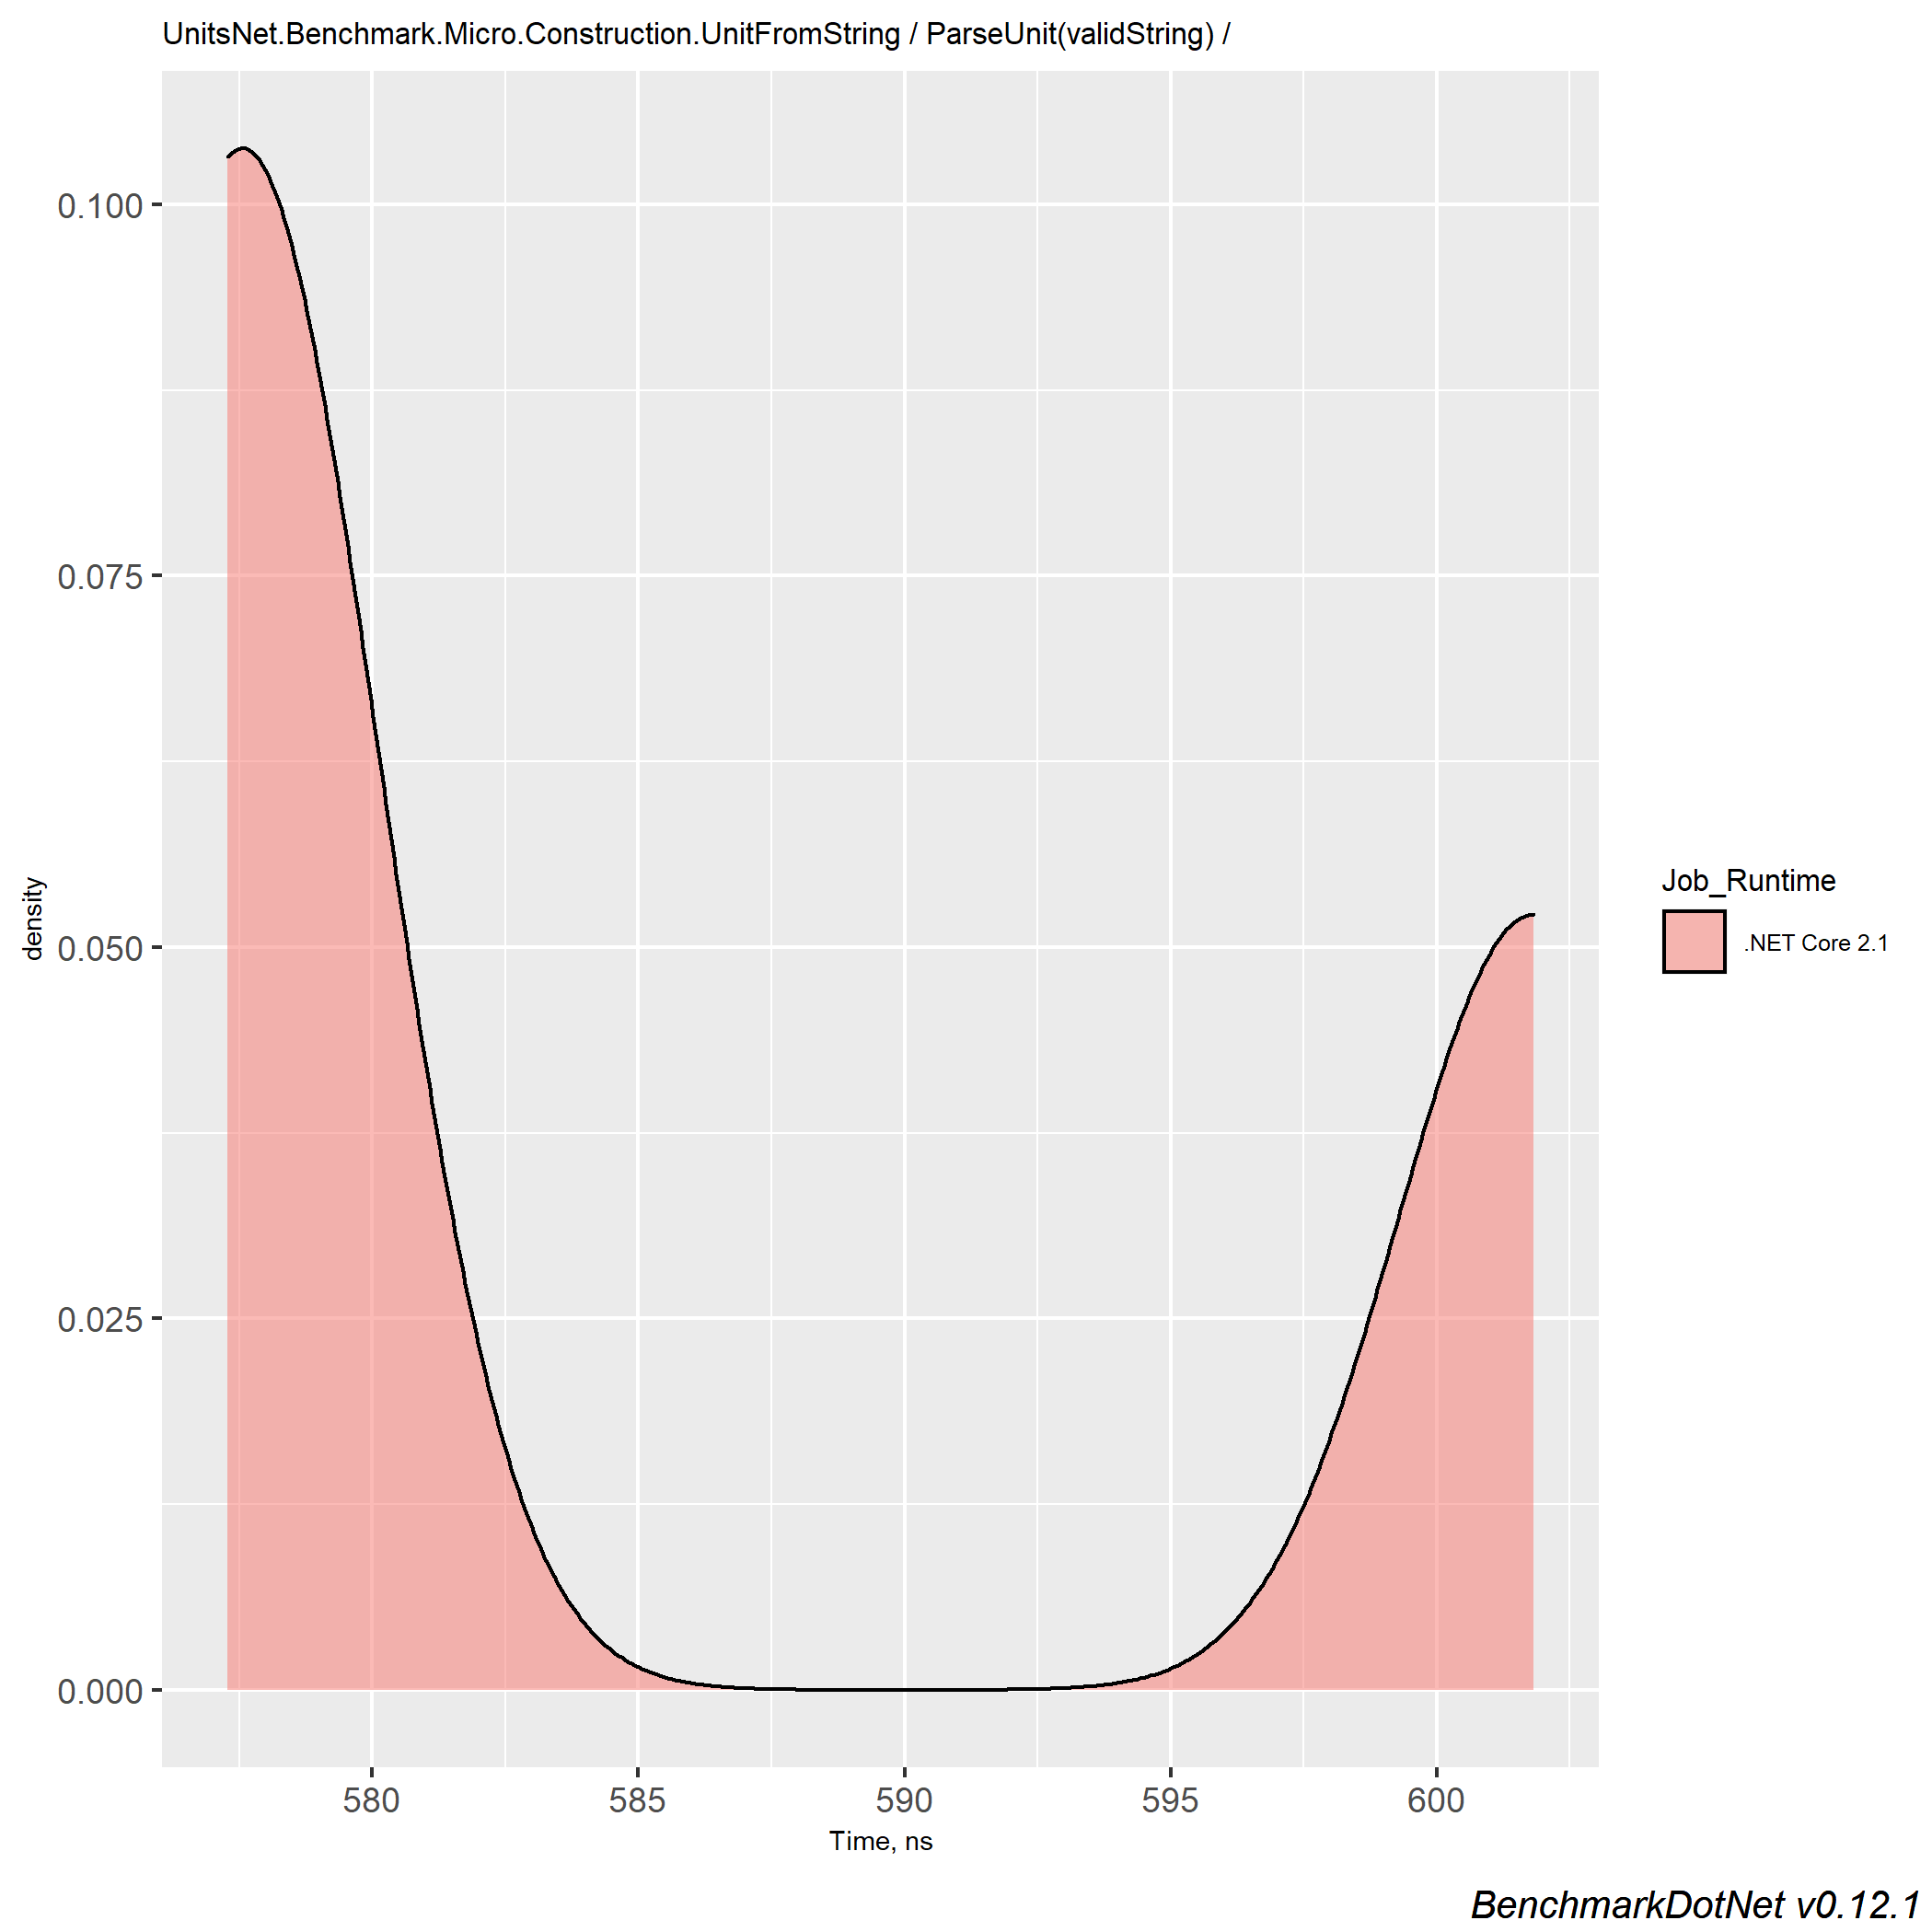 UnitsNet.Benchmark.Micro.Construction.UnitFromString / ParseUnit(validString) /
0.100
0.075
0.050
0.025
0.000
density
580 585 590 595 600
Time, ns
Job_Runtime
.NET Core 2.1
BenchmarkDotNet v0.12.1